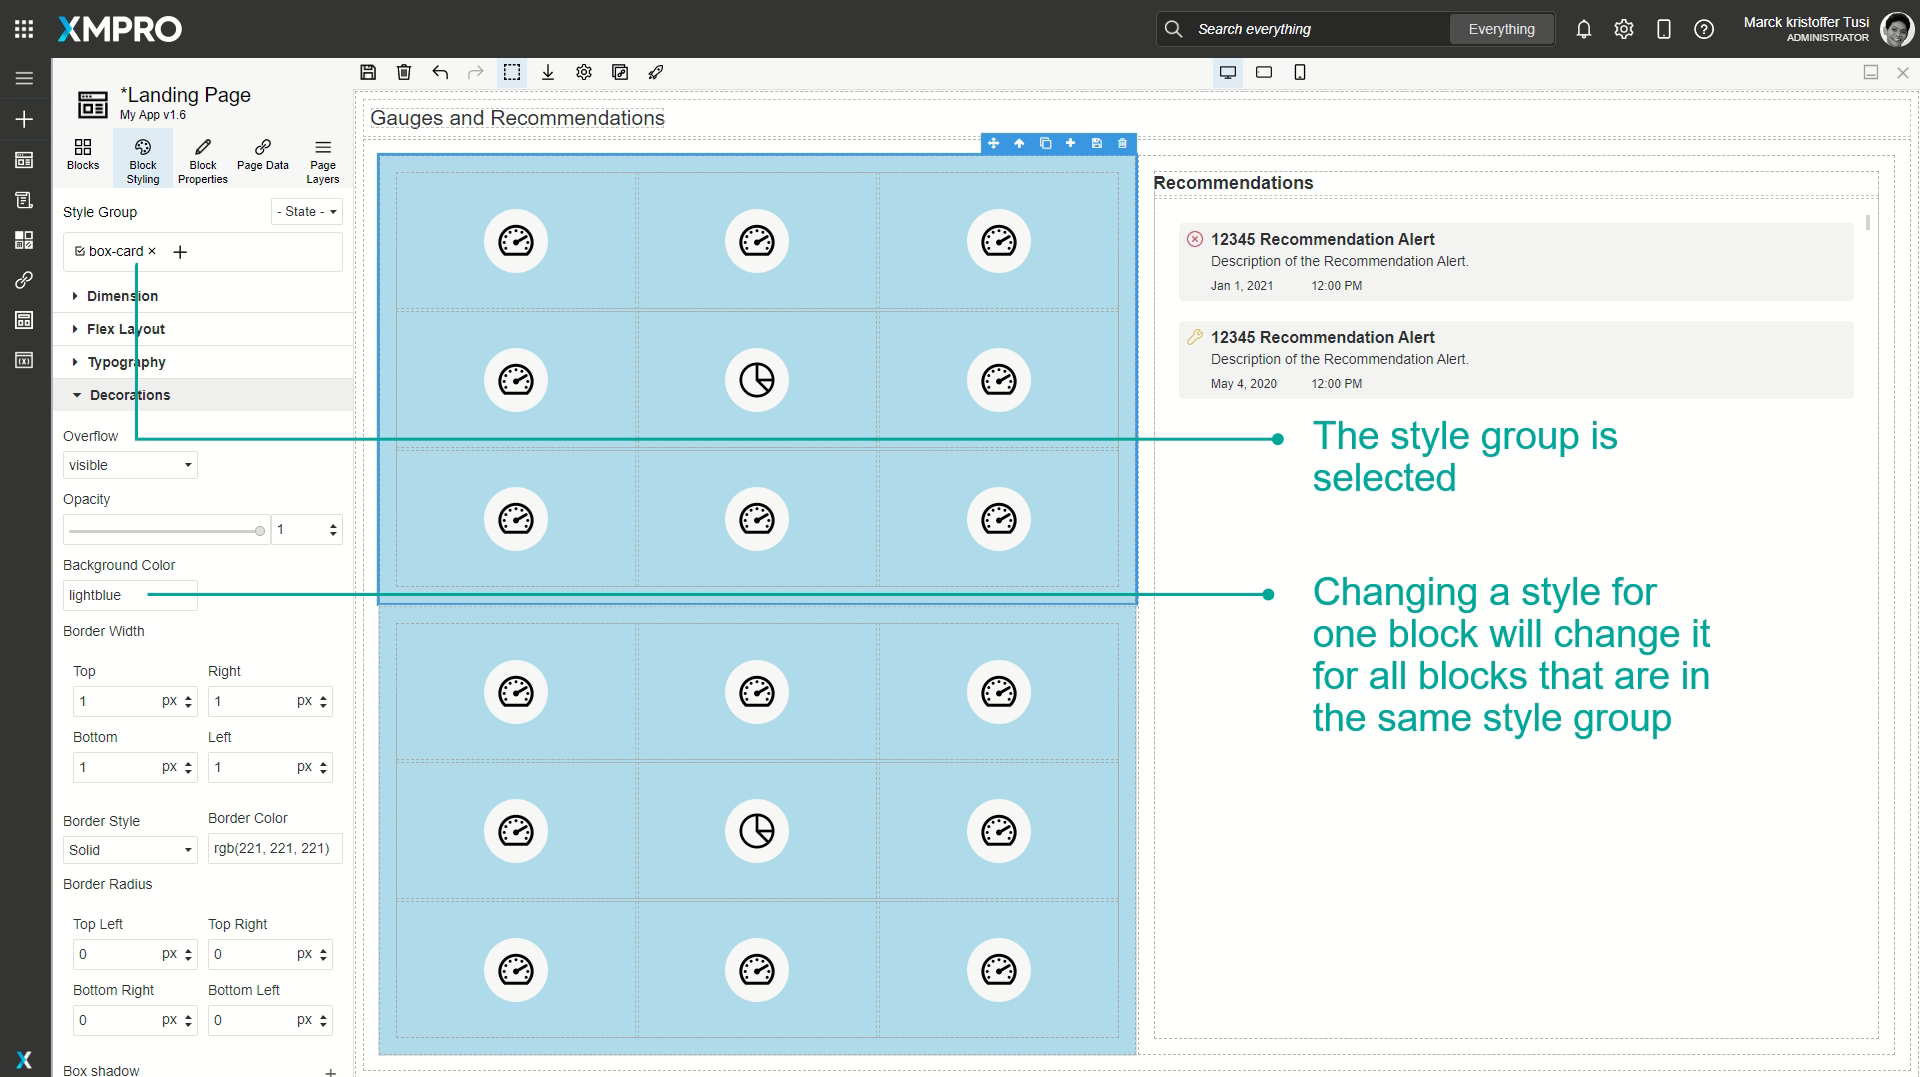 XMPRO
Search everything
Everything
Marck kristoffer Tusi
ADMINISTRATOR
*Landing Page
My App v1.6
Blocks
Block Styling
Block Properties
Page Data
Page Layers
Style Group
- State -
box-card ×
Dimension
Flex Layout
Typography
Decorations
Overflow
visible
Opacity
1
Background Color
lightblue
Border Width
Top
Right
1 px
1 px
Bottom
Left
1 px
1 px
Border Style
Border Color
Solid
rgb(221, 221, 221)
Border Radius
Top Left
Top Right
0 px
0 px
Bottom Right
Bottom Left
0 px
0 px
Box shadow
Gauges and Recommendations
Recommendations
12345 Recommendation Alert
Description of the Recommendation Alert.
Jan 1, 2021 12:00 PM
12345 Recommendation Alert
Description of the Recommendation Alert.
May 4, 2020 12:00 PM
The style group is
selected
Changing a style for
one block will change it
for all blocks that are in
the same style group